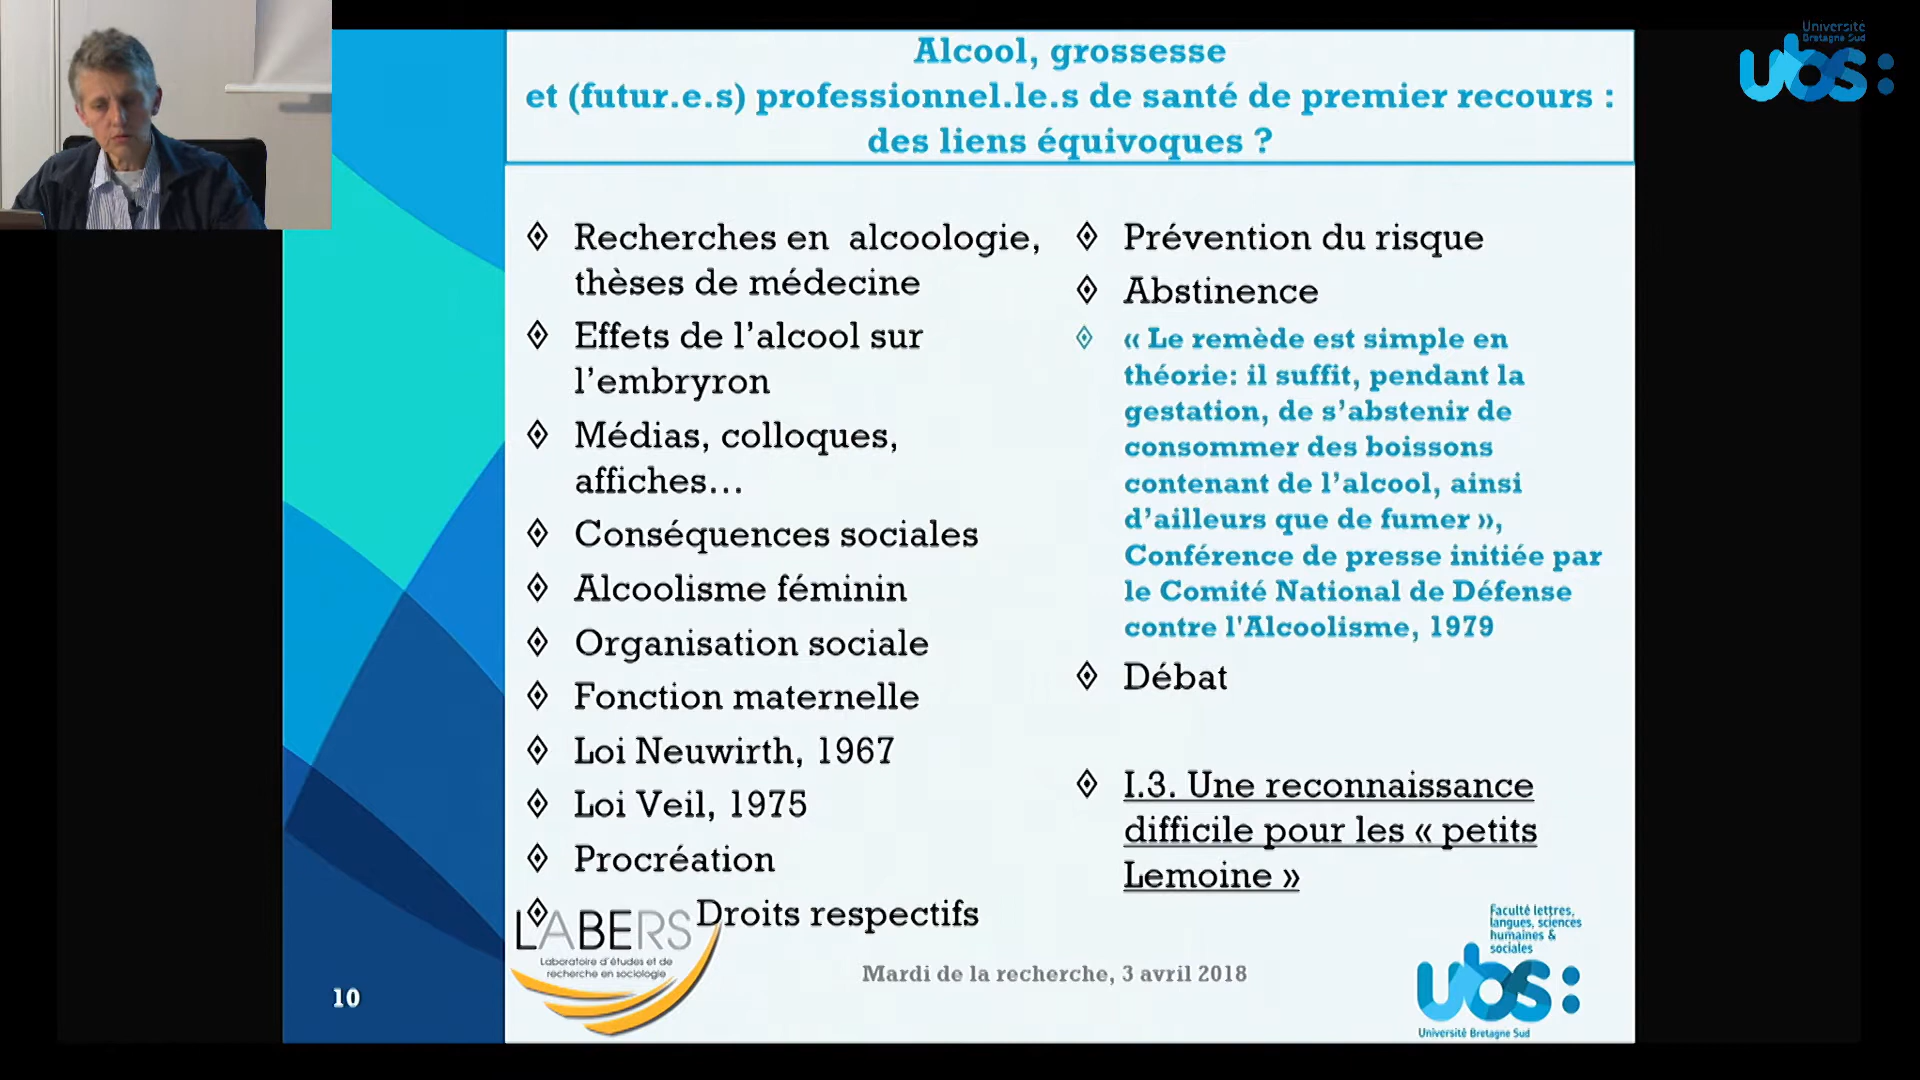 Alcool, grossesse
et (futur.e.s) professionnel.le.s de santé de premier recours :
des liens équivoques ?
Université
Bretagne Sud
ubs:
Recherches en alcoologie,
thèses de médecine
Effets de l’alcool sur
l’embryron
Médias, colloques,
affiches…
Conséquences sociales
Alcoolisme féminin
Organisation sociale
Fonction maternelle
Loi Neuwirth, 1967
Loi Veil, 1975
Procréation
Droits respectifs
Prévention du risque
Abstinence
« Le remède est simple en
théorie: il suffit, pendant la
gestation, de s’abstenir de
consommer des boissons
contenant de l’alcool, ainsi
d’ailleurs que de fumer »,
Conférence de presse initiée par
le Comité National de Défense
contre l'Alcoolisme, 1979
Débat
I.3. Une reconnaissance
difficile pour les « petits
Lemoine »
LABERS
Laboratoire d'études et de
recherche en sociologie
Mardi de la recherche, 3 avril 2018
10
Faculté lettres,
langues, sciences
humaines &
sociales
ubs:
Université Bretagne Sud